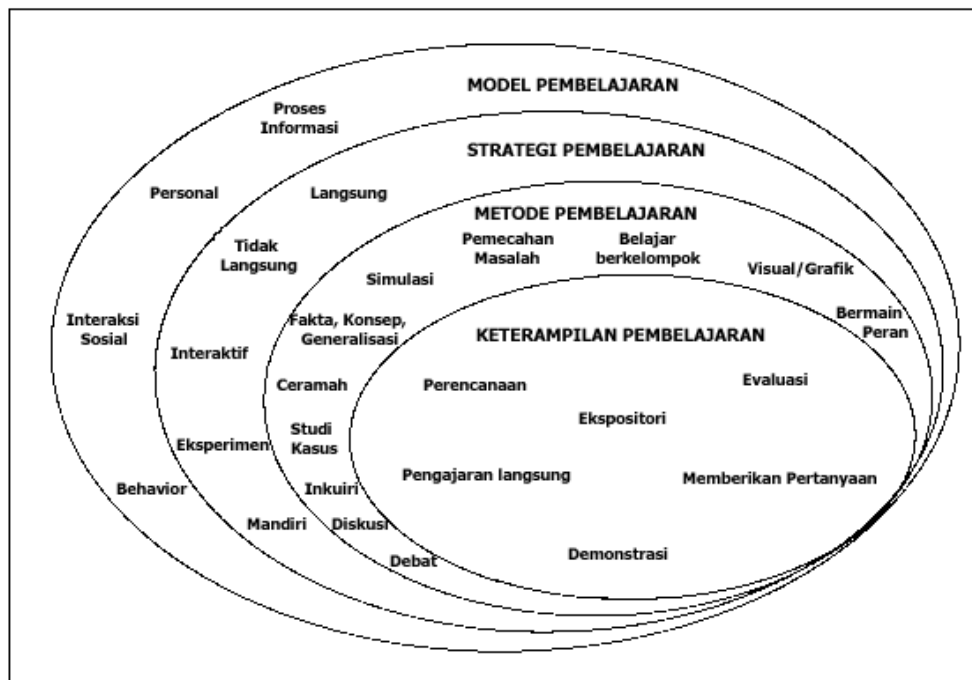 MODEL PEMBELAJARAN
Proses
Informasi
Personal
Interaksi
Sosial
Behavior
STRATEGI PEMBELAJARAN
Langsung
Tidak
Langsung
Interaktif
Eksperimen
Mandiri
METODE PEMBELAJARAN
Pemecahan
Masalah
Belajar
berkelompok
Visual/Grafik
Bermain
Peran
Simulasi
Fakta, Konsep,
Generalisasi
Ceramah
Studi
Kasus
Inkuiri
Diskusi
Debat
KETERAMPILAN PEMBELAJARAN
Perencanaan
Evaluasi
Ekspositori
Pengajaran langsung
Memberikan Pertanyaan
Demonstrasi